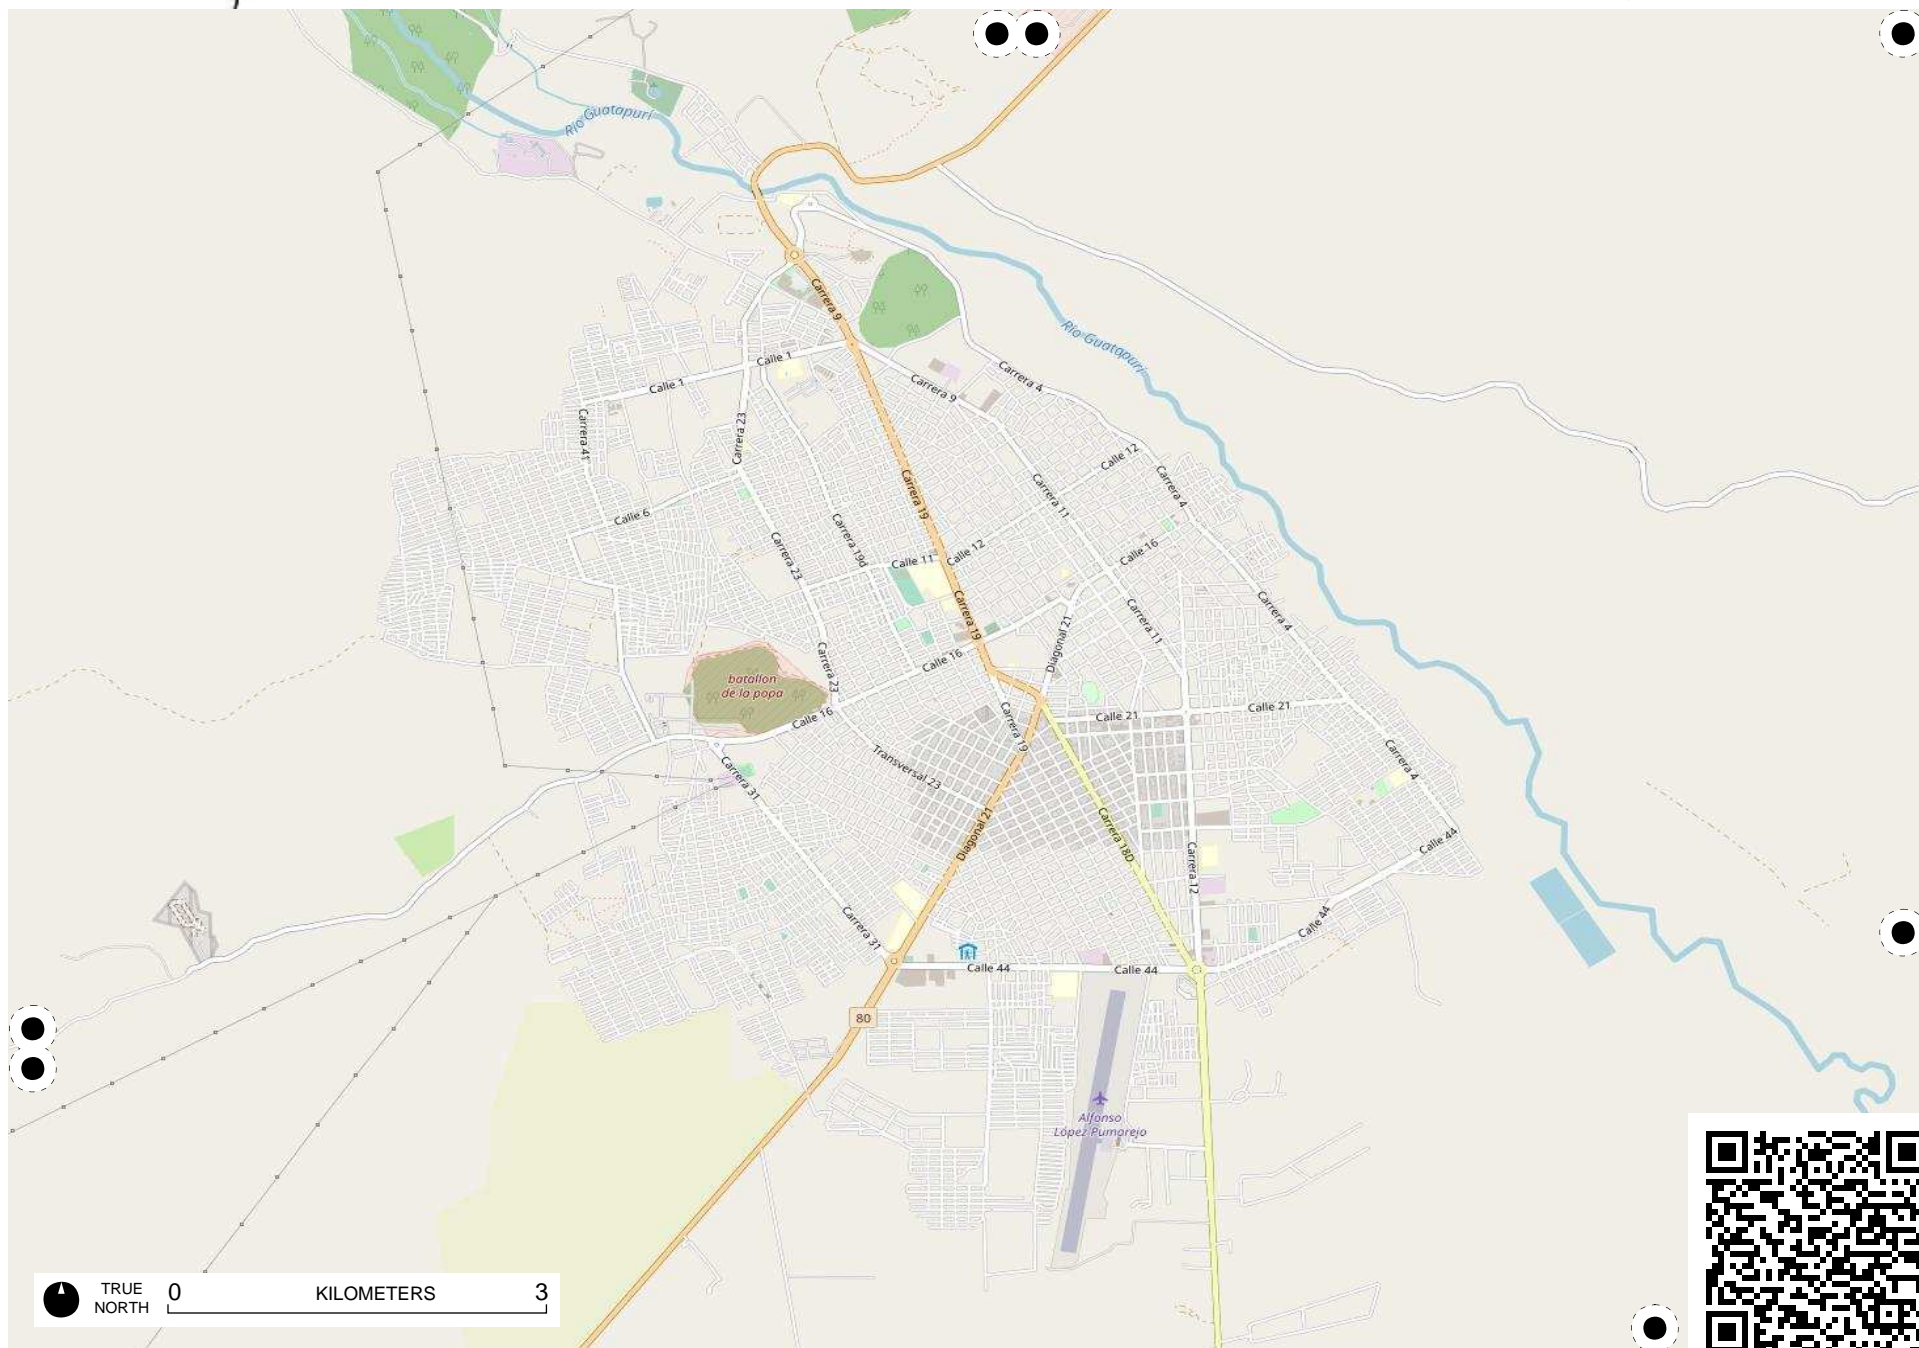 Río Guatapurí
Carrera 9
Río Guatapurí
Calle 1
Calle 1
Carrera 4
Carrera 9
Carrera 41
Carrera 23
Calle 12
Carrera 19
Carrera 11
Carrera 4
Calle 6
Carrera 19d
Carrera 23
Calle 11
Calle 12
Calle 16
Carrera 19
Carrera 11
Carrera 4
Diagonal 21
Calle 16
Carrera 23
batallon
de la popa
Calle 16
Carrera 19
Calle 21
Calle 21
Transversal 23
Carrera 31
Carrera 4
Diagonal 21
Carrera 18D
Calle 44
Carrera 12
Carrera 31
Calle 44
Calle 44
Calle 44
80
Alfonso
López Pumarejo
TRUE
NORTH
0 KILOMETERS 3